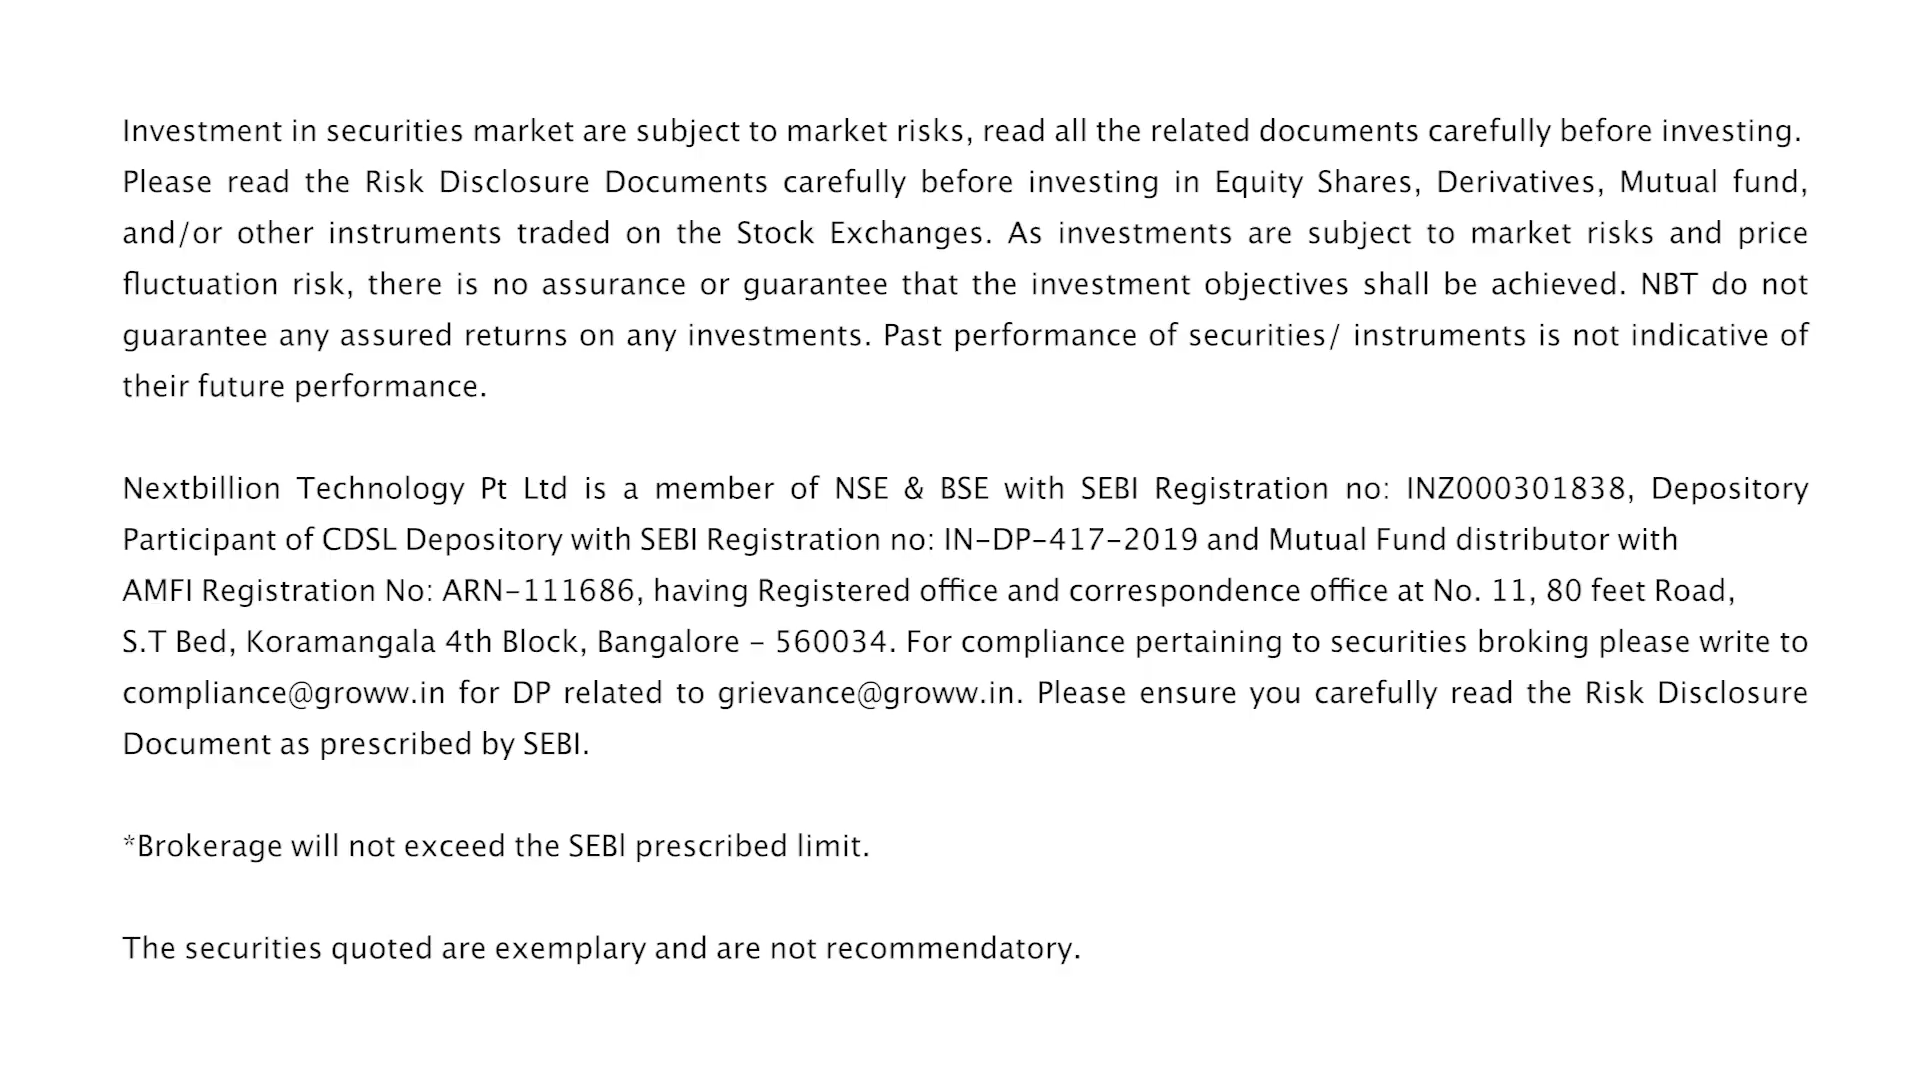 Investment in securities market are subject to market risks, read all the related documents carefully before investing.
Please read the Risk Disclosure Documents carefully before investing in Equity Shares, Derivatives, Mutual fund,
and/or other instruments traded on the Stock Exchanges. As investments are subject to market risks and price
fluctuation risk, there is no assurance or guarantee that the investment objectives shall be achieved. NBT do not
guarantee any assured returns on any investments. Past performance of securities/ instruments is not indicative of
their future performance.
Nextbillion Technology Pt Ltd is a member of NSE & BSE with SEBI Registration no: INZ000301838, Depository
Participant of CDSL Depository with SEBI Registration no: IN-DP-417-2019 and Mutual Fund distributor with
AMFI Registration No: ARN-111686, having Registered office and correspondence office at No. 11, 80 feet Road,
S.T Bed, Koramangala 4th Block, Bangalore - 560034. For compliance pertaining to securities broking please write to
compliance@groww.in for DP related to grievance@groww.in. Please ensure you carefully read the Risk Disclosure
Document as prescribed by SEBI.
*Brokerage will not exceed the SEBl prescribed limit.
The securities quoted are exemplary and are not recommendatory.